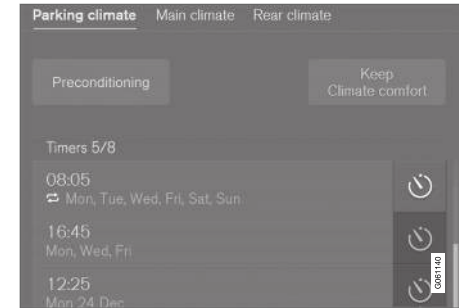 Parking climate Main climate Rear climate
Preconditioning
Keep
Climate comfort
Timers 5/8
08:05
Mon, Tue, Wed, Fri, Sat, Sun
16:45
Mon, Wed, Fri
12:25
Mon 24 Dec
G061140